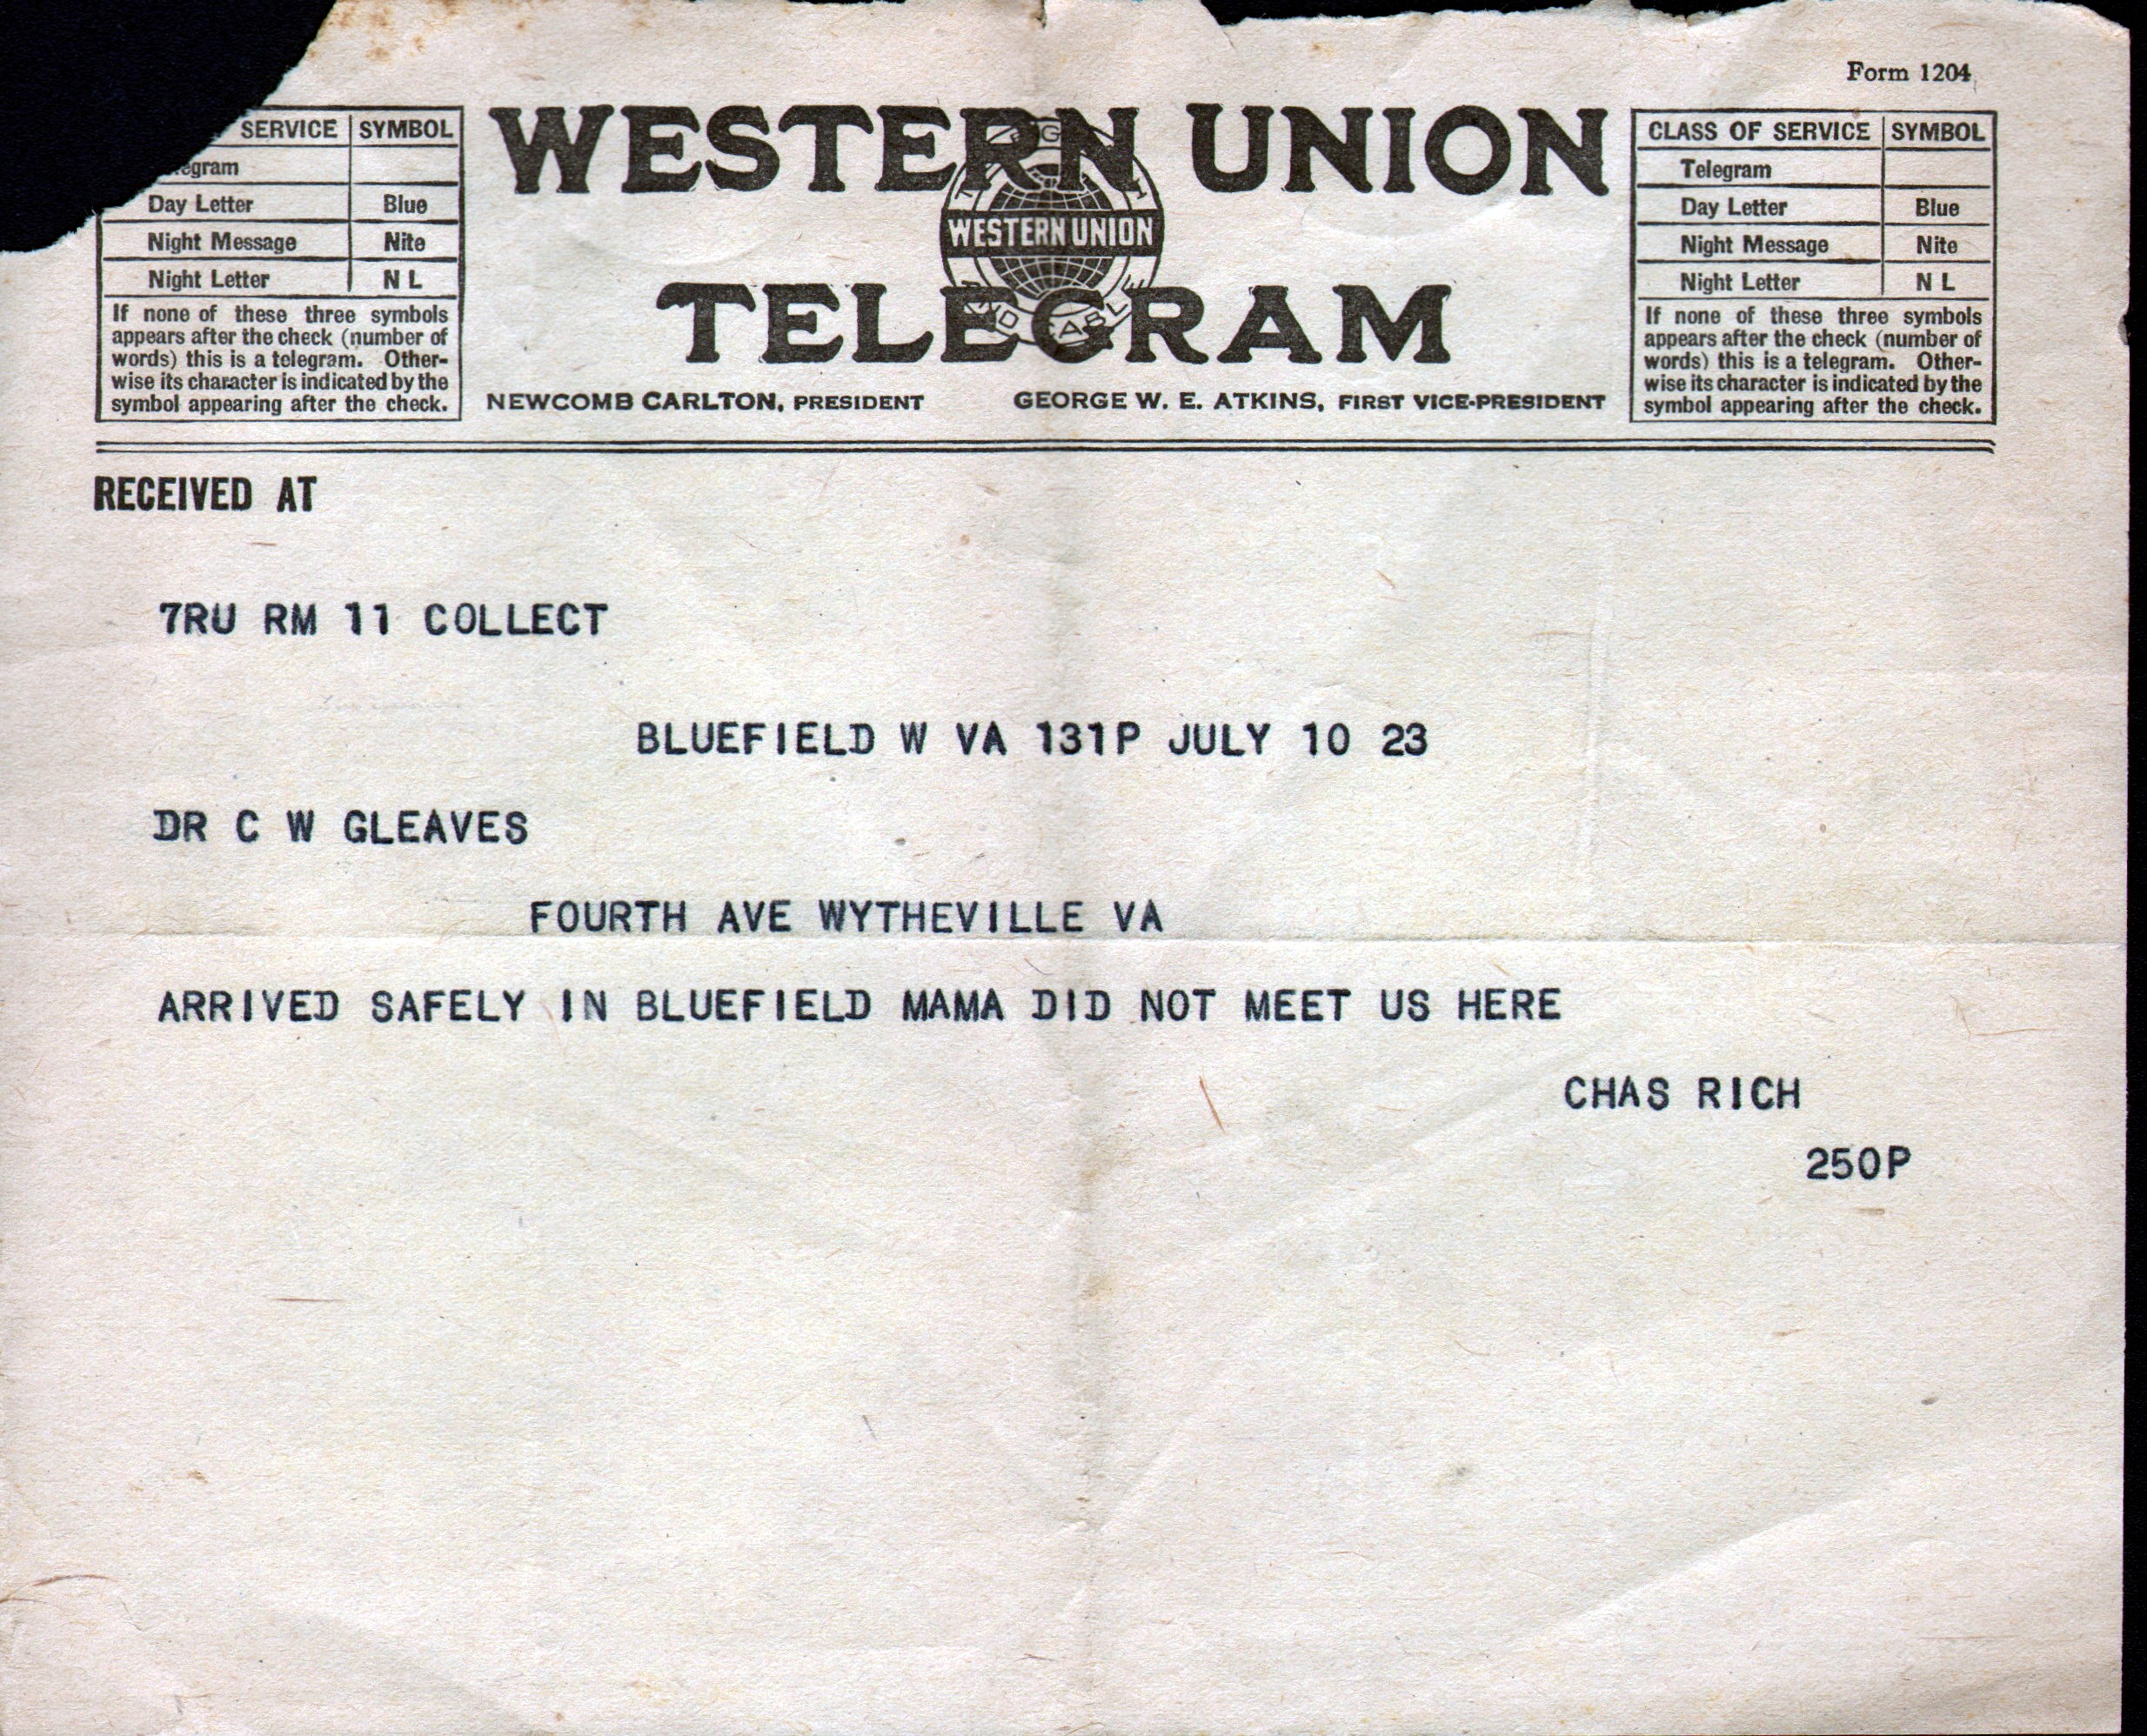 Form 1204
SERVICE SYMBOL
egram
Day Letter Blue
Night Message Nite
Night Letter N L
If none of these three symbols
appears after the check (number of
words) this is a telegram. Other-
wise its character is indicated by the
symbol appearing after the check.
WESTERN UNION
WESTERN UNION
TELEGRAM
NEWCOMB CARLTON, PRESIDENT GEORGE W. E. ATKINS, FIRST VICE-PRESIDENT
CLASS OF SERVICE SYMBOL
Telegram
Day Letter Blue
Night Message Nite
Night Letter N L
If none of these three symbols
appears after the check (number of
words) this is a telegram. Other-
wise its character is indicated by the
symbol appearing after the check.
RECEIVED AT
7RU RM 11 COLLECT
BLUEFIELD W VA 131P JULY 10 23
DR C W GLEAVES
FOURTH AVE WYTHEVILLE VA
ARRIVED SAFELY IN BLUEFIELD MAMA DID NOT MEET US HERE
CHAS RICH
250P